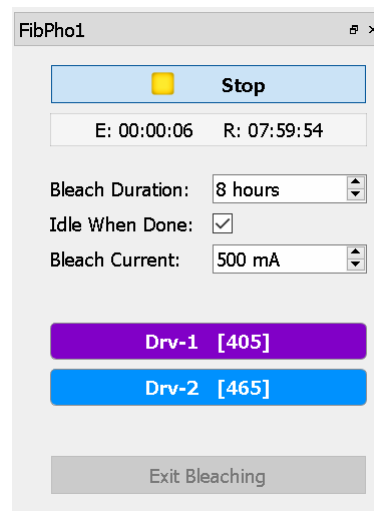 FibPho1
Stop
E: 00:00:06 R: 07:59:54
Bleach Duration: 8 hours
Idle When Done:
Bleach Current: 500 mA
Drv-1 [405]
Drv-2 [465]
Exit Bleaching